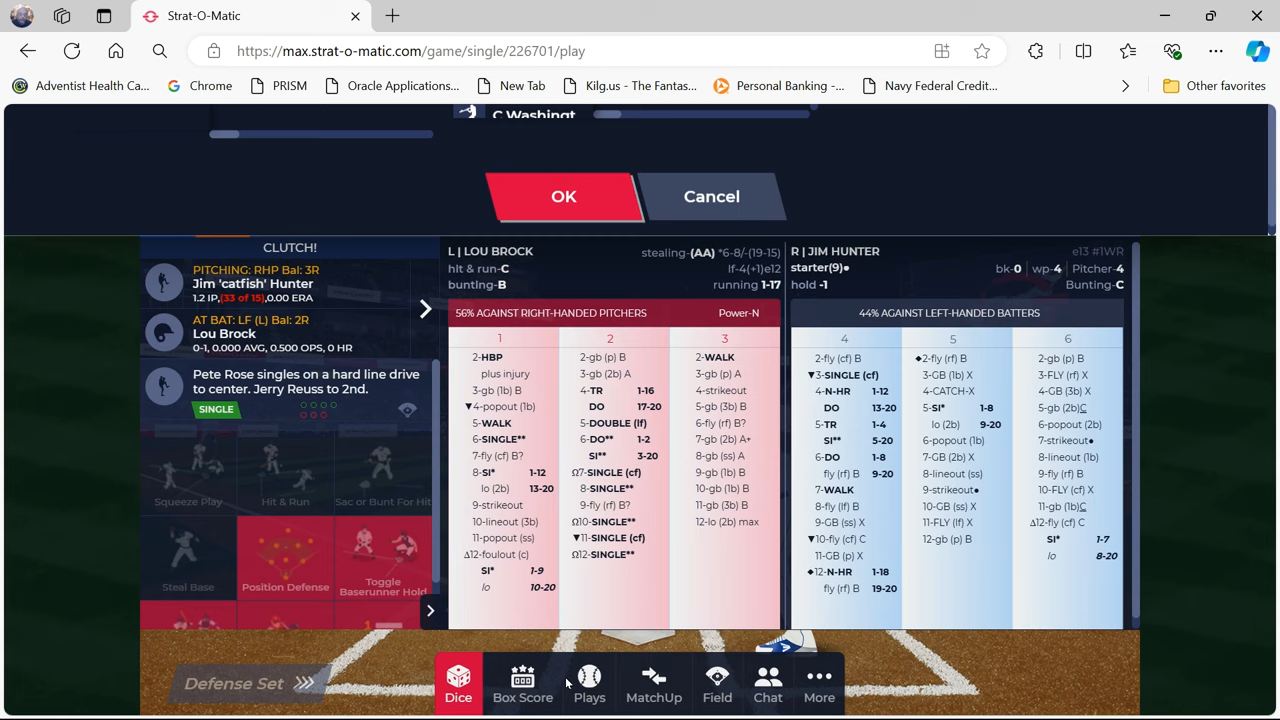 Strat-O-Matic
https://max.strat-o-matic.com/game/single/226701/play
Adventist Health Ca...
Chrome
PRISM
Oracle Applications...
New Tab
Kilg.us - The Fantas...
Personal Banking -...
Navy Federal Credit...
Other favorites
C Washingt
OK
Cancel
CLUTCH!
PITCHING: RHP Bal: 3R
Jim 'catfish' Hunter
1.2 IP,(33 of 15),0.00 ERA
AT BAT: LF (L) Bal: 2R
Lou Brock
0-1, 0.000 AVG, 0.500 OPS, 0 HR
Pete Rose singles on a hard line drive
to center. Jerry Reuss to 2nd.
SINGLE
Squeeze Play
Hit & Run
Sac or Bunt For Hit
Steal Base
Position Defense
Toggle
Baserunner Hold
Defense Set
L | LOU BROCK
stealing-(AA) *6-8/-(19-15)
hit & run-C
lf-4(+1)e12
bunting-B
running 1-17
56% AGAINST RIGHT-HANDED PITCHERS
Power-N
1
2-HBP
plus injury
3-gb (1b) B
▼4-popout (1b)
5-WALK
6-SINGLE**
7-fly (cf) B?
8-SI* 1-12
lo (2b) 13-20
9-strikeout
10-lineout (3b)
11-popout (ss)
Δ12-foulout (c)
SI* 1-9
lo 10-20
2
2-gb (p) B
3-gb (2b) A
4-TR 1-16
DO 17-20
5-DOUBLE (lf)
6-DO** 1-2
SI** 3-20
Ω7-SINGLE (cf)
8-SINGLE**
9-fly (rf) B?
Ω10-SINGLE**
▼11-SINGLE (cf)
Ω12-SINGLE**
3
2-WALK
3-gb (p) A
4-strikeout
5-gb (3b) B
6-fly (rf) B?
7-gb (2b) A+
8-gb (ss) A
9-gb (1b) B
10-gb (1b) B
11-gb (3b) B
12-lo (2b) max
R | JIM HUNTER
e13 #1WR
starter(9)●
bk-0 | wp-4 | Pitcher-4
hold -1
Bunting-C
44% AGAINST LEFT-HANDED BATTERS
4
2-fly (cf) B
▼3-SINGLE (cf)
4-N-HR 1-12
DO 13-20
5-TR 1-4
SI** 5-20
6-DO 1-8
fly (rf) B 9-20
7-WALK
8-fly (lf) B
9-GB (ss) X
▼10-fly (cf) C
11-GB (p) X
◆12-N-HR 1-18
fly (rf) B 19-20
5
◆2-fly (rf) B
3-GB (1b) X
4-CATCH-X
5-SI* 1-8
lo (2b) 9-20
6-popout (1b)
7-GB (2b) X
8-lineout (ss)
9-strikeout●
10-GB (ss) X
11-FLY (lf) X
12-gb (p) B
6
2-gb (p) B
3-FLY (rf) X
4-GB (3b) X
5-gb (2b)C
6-popout (2b)
7-strikeout●
8-lineout (1b)
9-fly (rf) B
10-FLY (cf) X
11-gb (1b)C
Δ12-fly (cf) C
SI* 1-7
lo 8-20
Dice
Box Score
Plays
MatchUp
Field
Chat
More